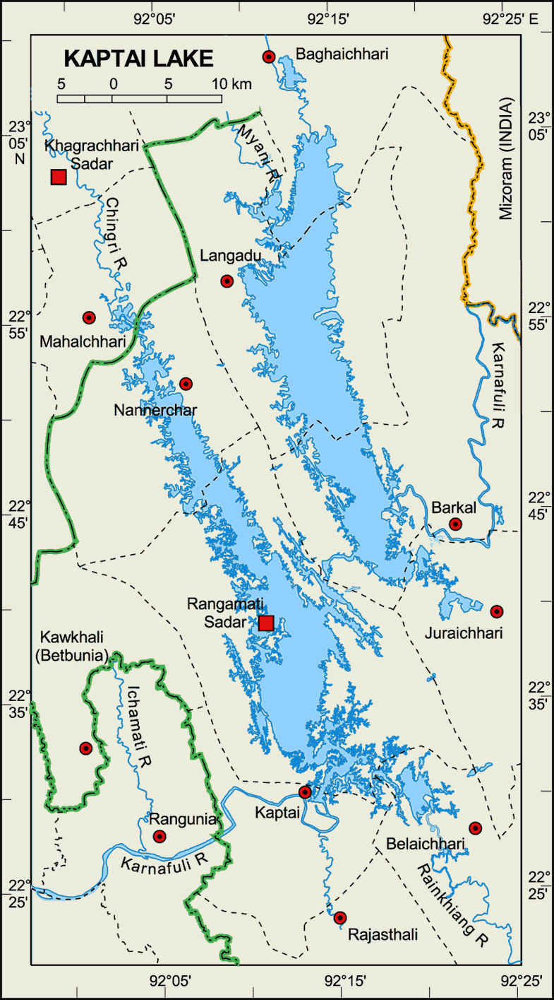 92°05'
92°15'
92°25' E
KAPTAI LAKE
5 0 5 10 km
Baghaichhari
23°
05'
N
23°
05'
Khagrachhari
Sadar
Myani R
Mizoram (INDIA)
Chingri R
Langadu
22°
55'
22°
55'
Mahalchhari
Karnafuli R
Nannerchar
22°
45'
22°
45'
Barkal
Rangamati
Sadar
Juraichhari
Kawkhali
(Betbunia)
22°
35'
22°
35'
Ichamati R
Kaptai
Rangunia
Belaichhari
Karnafuli R
Rainkhiang R
22°
25'
22°
25'
Rajasthali
92°05'
92°15'
92°25'